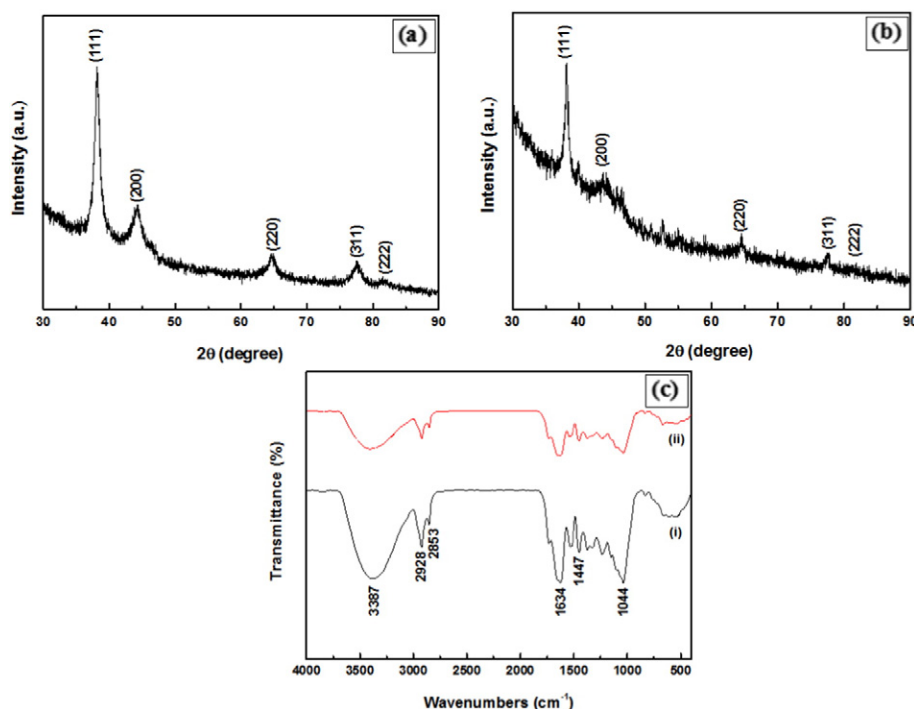 (a)
(111)
(200)
(220)
(311)
(222)
Intensity (a.u.)
30 40 50 60 70 80 90
2θ (degree)
(b)
(111)
(200)
(220)
(311)
(222)
Intensity (a.u.)
30 40 50 60 70 80 90
2θ (degree)
(c)
(ii)
(i)
3387
2928
2853
1634
1447
1044
Transmittance (%)
4000 3500 3000 2500 2000 1500 1000 500
Wavenumbers (cm⁻¹)